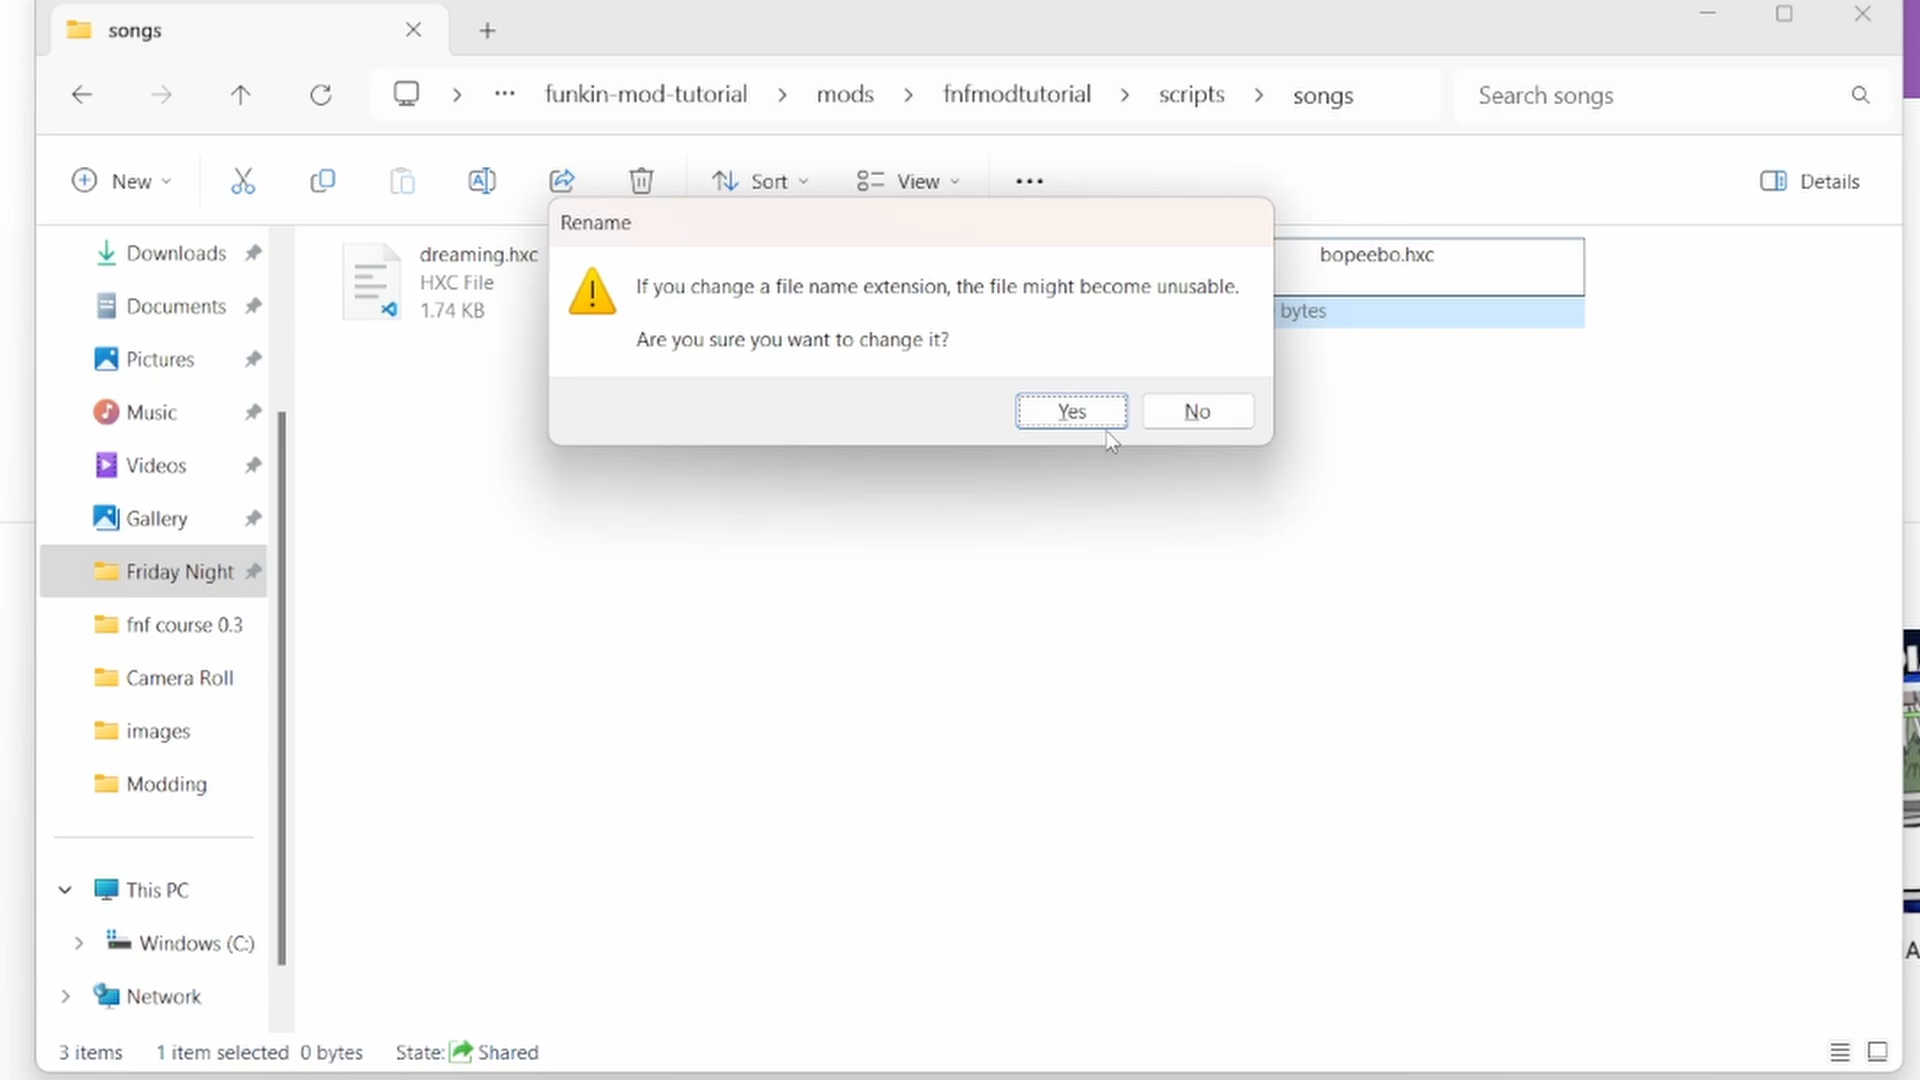 songs
funkin-mod-tutorial
mods
fnfmodtutorial
scripts
songs
Search songs
New
Sort
View
Details
Rename
If you change a file name extension, the file might become unusable.
Are you sure you want to change it?
Yes
No
dreaming.hxc
HXC File
1.74 KB
bopeebo.hxc
bytes
Downloads
Documents
Pictures
Music
Videos
Gallery
Friday Night
fnf course 0.3
Camera Roll
images
Modding
This PC
Windows (C:)
Network
3 items
1 item selected 0 bytes
State: Shared